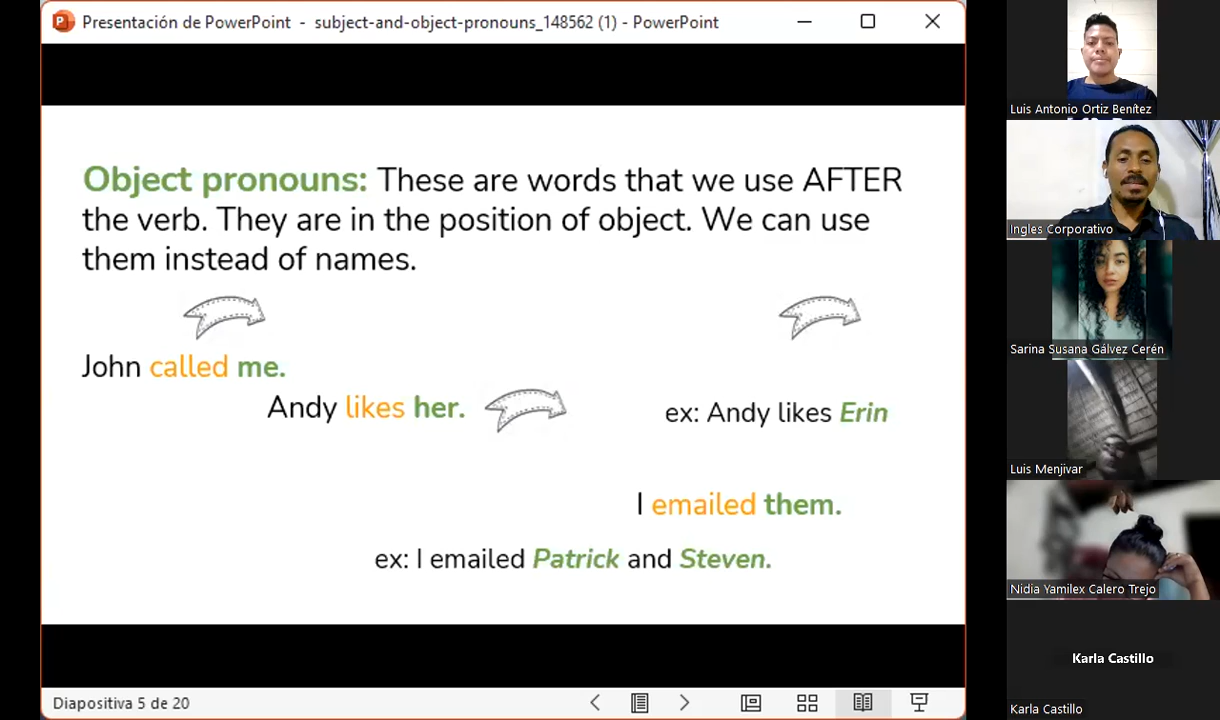 Presentación de PowerPoint - subject-and-object-pronouns_148562 (1) - PowerPoint
Object pronouns: These are words that we use AFTER
the verb. They are in the position of object. We can use
them instead of names.
John called me.
Andy likes her.
ex: Andy likes Erin
I emailed them.
ex: I emailed Patrick and Steven.
Diapositiva 5 de 20
Luis Antonio Ortiz Benítez
Ingles Corporativo
Sarina Susana Gálvez Cerén
Luis Menjivar
Nidia Yamilex Calero Trejo
Karla Castillo
Karla Castillo